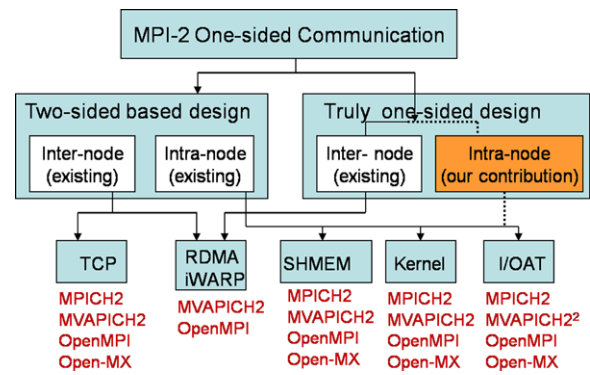 MPI-2 One-sided Communication
Two-sided based design
Inter-node
(existing)
Intra-node
(existing)
Truly one-sided design
Inter- node
(existing)
Intra-node
(our contribution)
TCP
MPICH2
MVAPICH2
OpenMPI
Open-MX
RDMA
iWARP
MVAPICH2
OpenMPI
SHMEM
MPICH2
MVAPICH2
OpenMPI
Open-MX
Kernel
MPICH2
MVAPICH2
OpenMPI
Open-MX
I/OAT
MPICH2
MVAPICH2²
OpenMPI
Open-MX